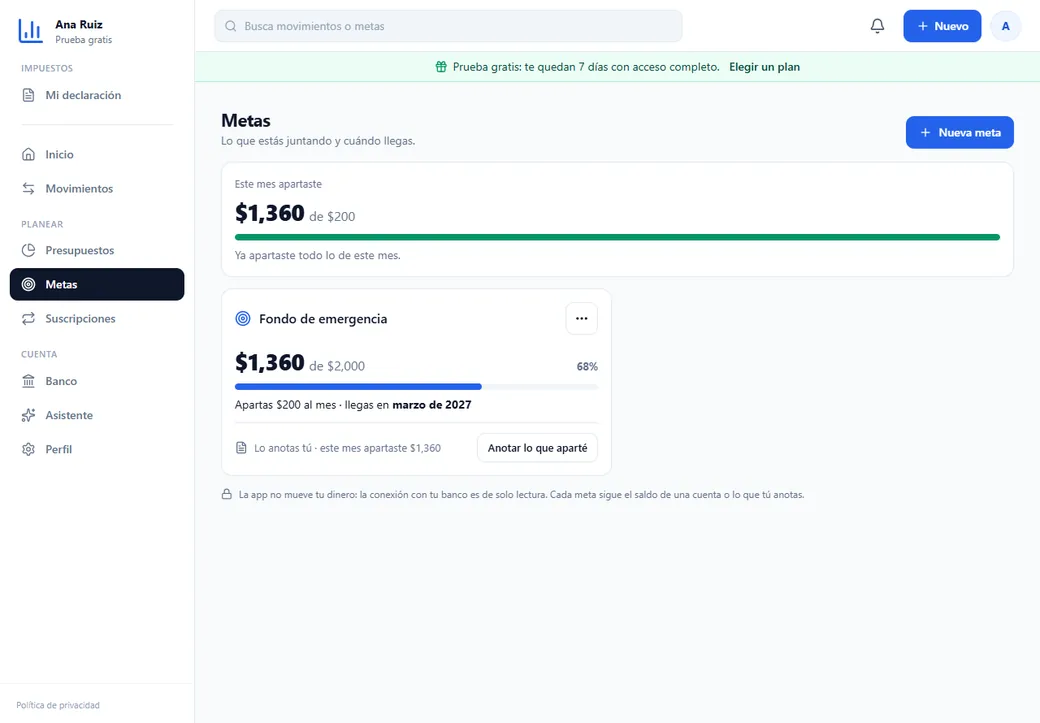 Ana Ruiz
Prueba gratis
IMPUESTOS
Mi declaración
Inicio
Movimientos
PLANEAR
Presupuestos
Metas
Suscripciones
CUENTA
Banco
Asistente
Perfil
Política de privacidad
Busca movimientos o metas
+ Nuevo
A
Prueba gratis: te quedan 7 días con acceso completo. Elegir un plan
Metas
Lo que estás juntando y cuándo llegas.
+ Nueva meta
Este mes apartaste
$1,360 de $200
Ya apartaste todo lo de este mes.
Fondo de emergencia
$1,360 de $2,000
68%
Apartas $200 al mes · llegas en marzo de 2027
Lo anotas tú · este mes apartaste $1,360
Anotar lo que aparté
La app no mueve tu dinero: la conexión con tu banco es de solo lectura. Cada meta sigue el saldo de una cuenta o lo que tú anotas.